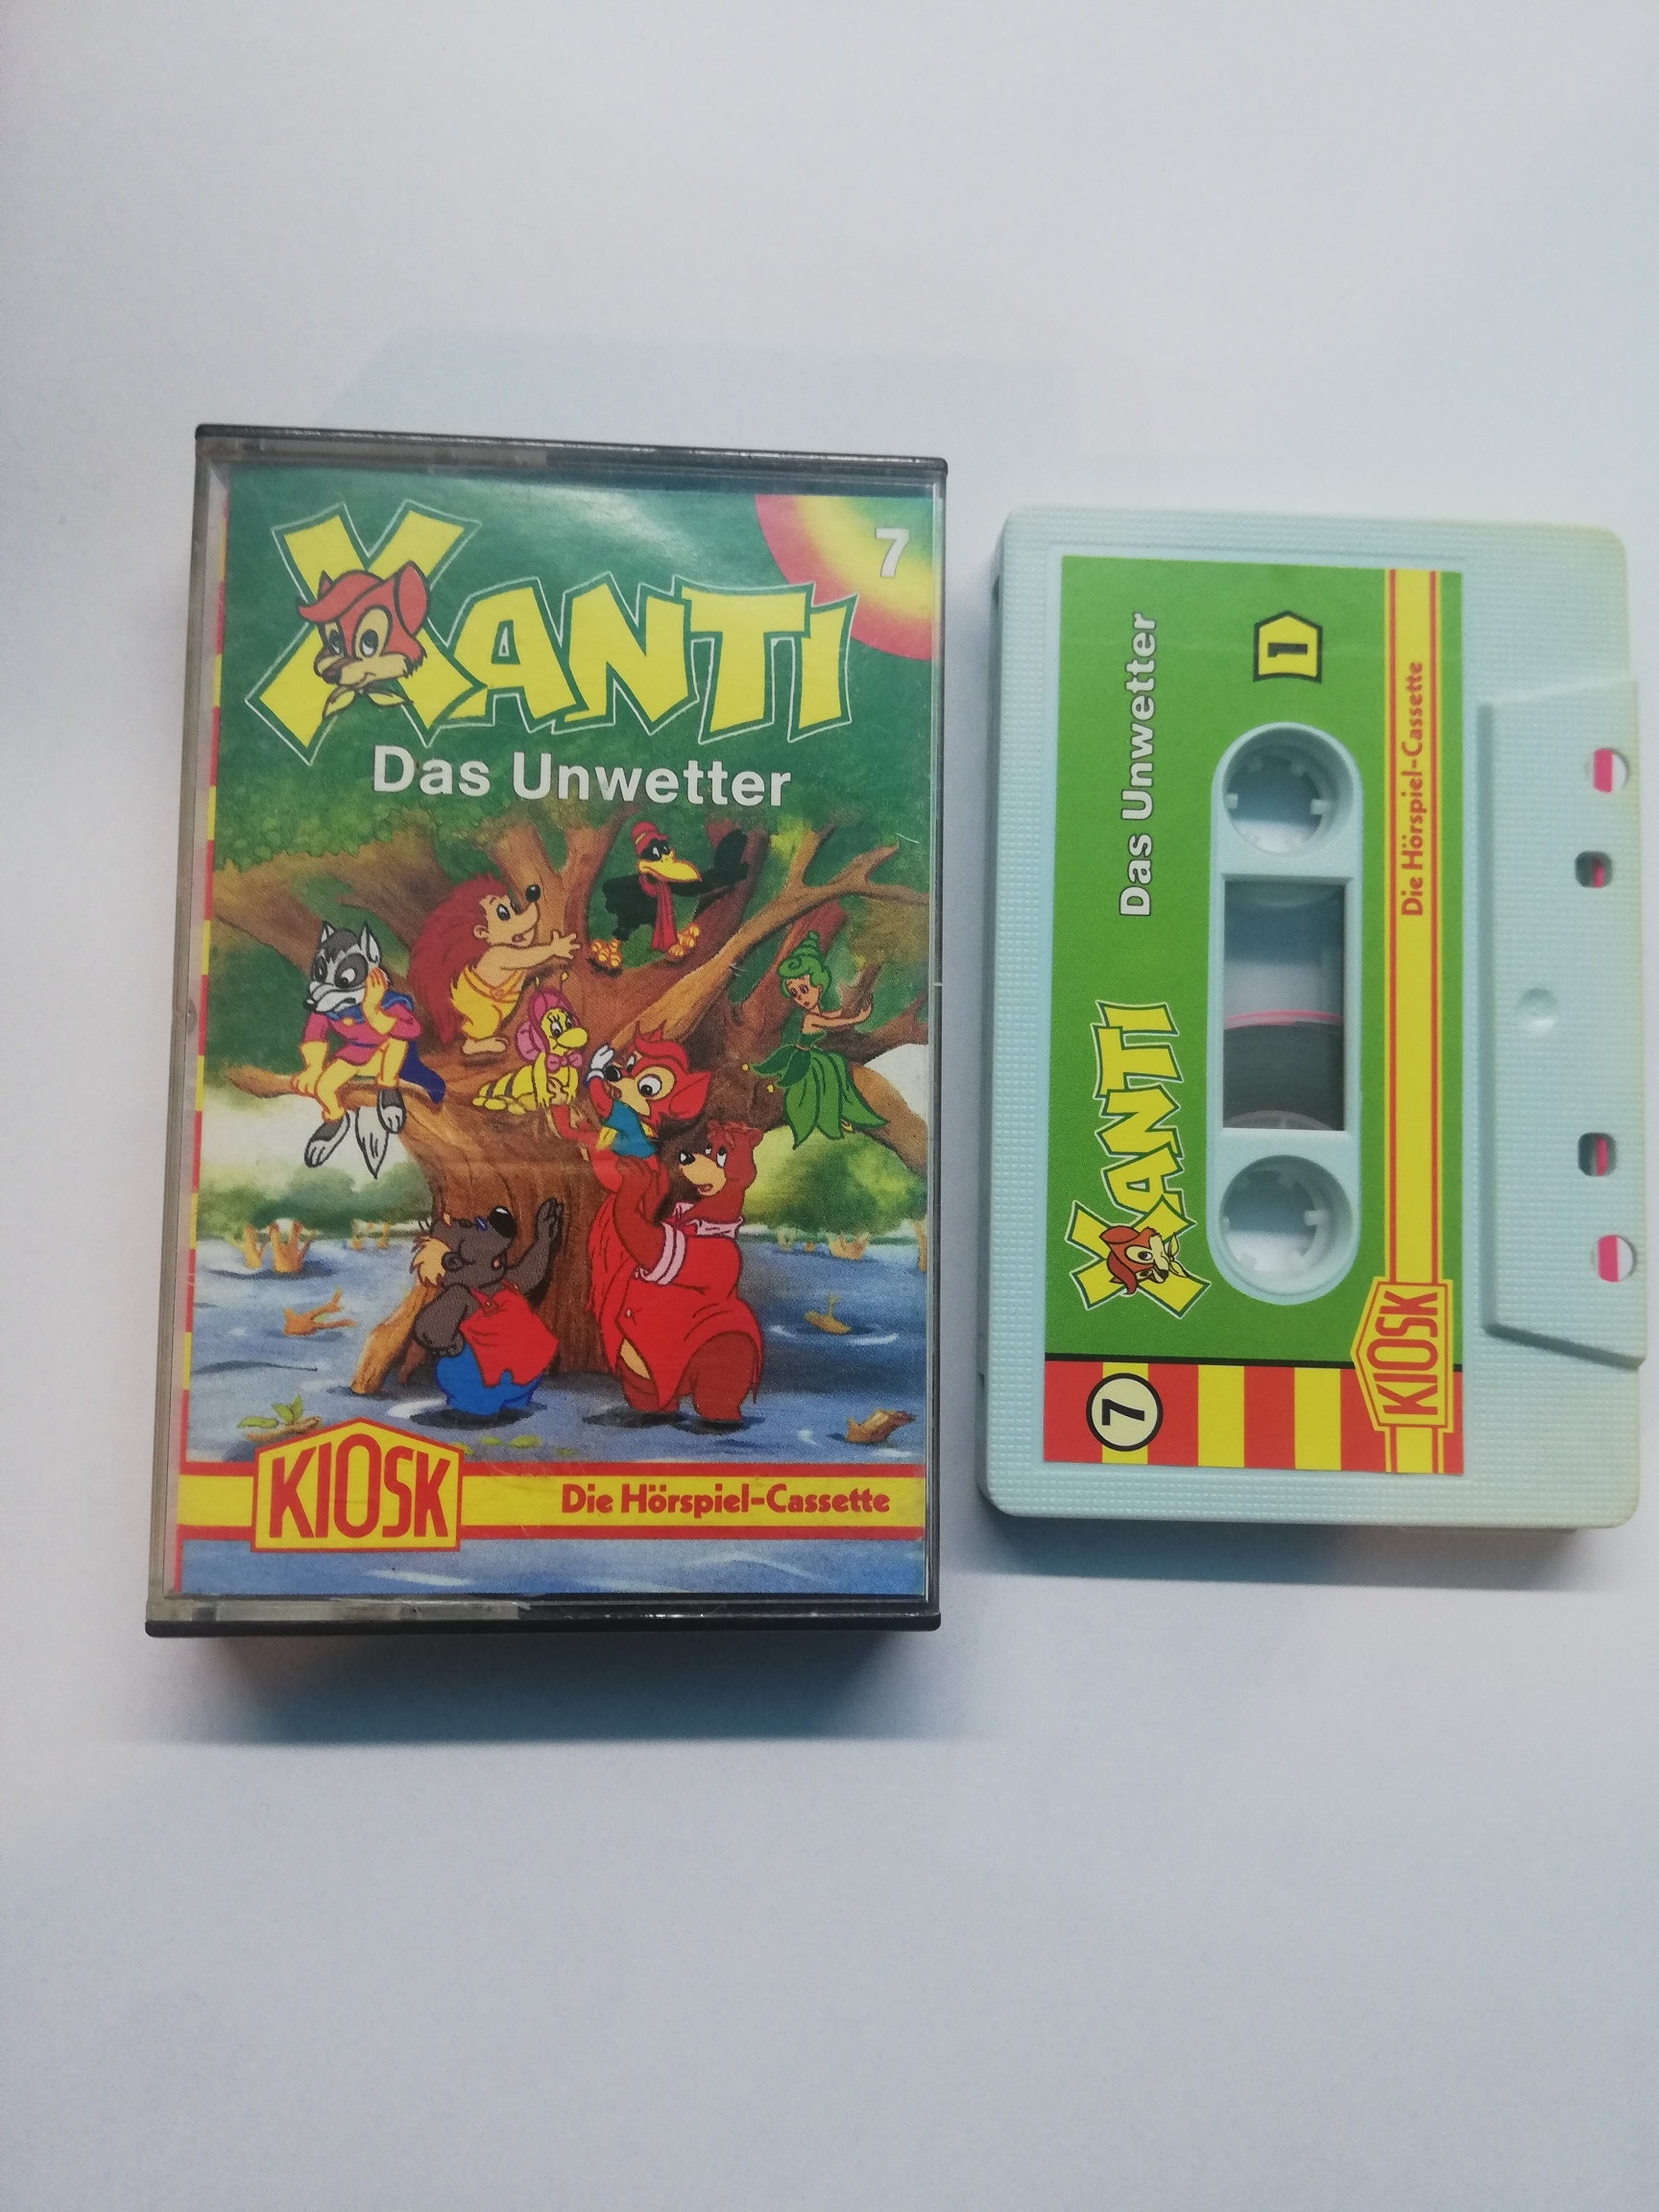 XANTI
7
Das Unwetter
KIOSK
Die Hörspiel-Cassette
XANTI
Das Unwetter
1
7
KIOSK
Die Hörspiel-Cassette